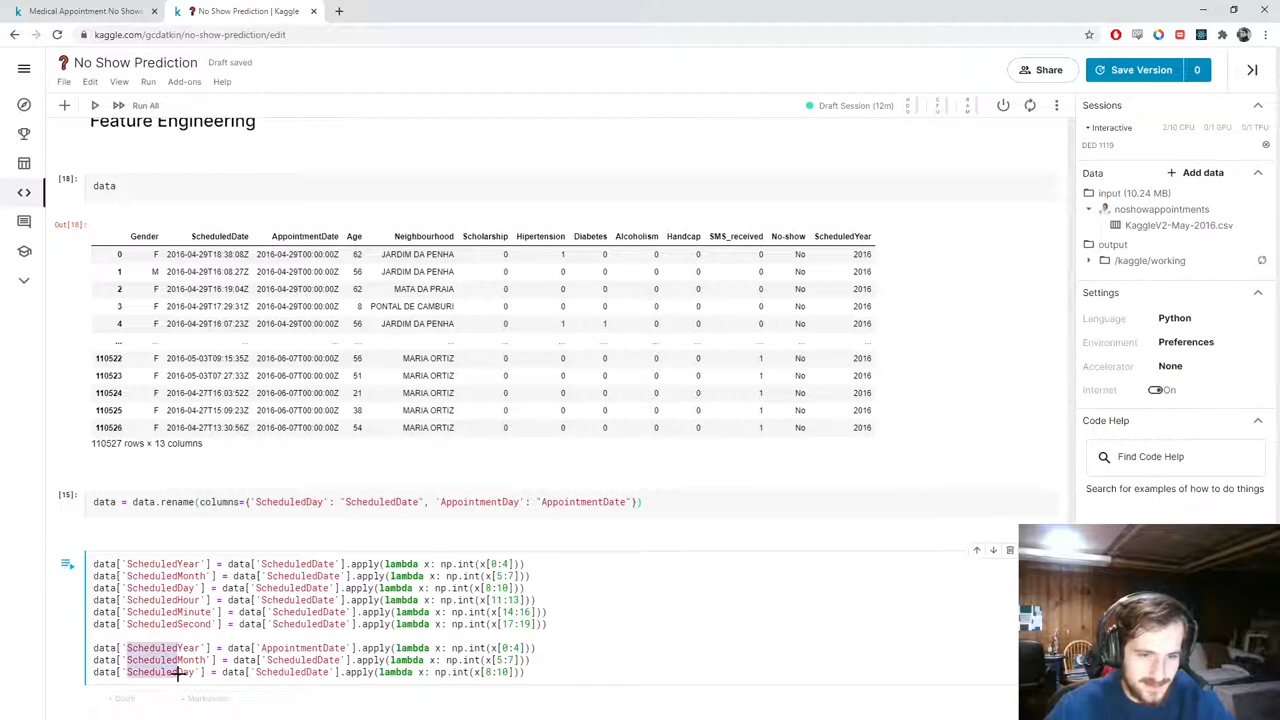 Medical Appointment No Shows
No Show Prediction | Kaggle
kaggle.com/gcdatkin/no-show-prediction/edit
No Show Prediction Draft saved
File Edit View Run Add-ons Help
Share
Save Version 0
Run All
Draft Session (12m)
Feature Engineering
[18]: data
Out[18]:
Gender ScheduledDate AppointmentDate Age Neighbourhood Scholarship Hipertension Diabetes Alcoholism Handcap SMS_received No-show ScheduledYear
0 F 2016-04-29T18:38:08Z 2016-04-29T00:00:00Z 62 JARDIM DA PENHA 0 1 0 0 0 0 No 2016
1 M 2016-04-29T16:08:27Z 2016-04-29T00:00:00Z 56 JARDIM DA PENHA 0 0 0 0 0 0 No 2016
2 F 2016-04-29T16:19:04Z 2016-04-29T00:00:00Z 62 MATA DA PRAIA 0 0 0 0 0 0 No 2016
3 F 2016-04-29T17:29:31Z 2016-04-29T00:00:00Z 8 PONTAL DE CAMBURI 0 0 0 0 0 0 No 2016
4 F 2016-04-29T16:07:23Z 2016-04-29T00:00:00Z 56 JARDIM DA PENHA 0 1 1 0 0 0 No 2016
... ... ... ... ... ... ... ... ... ... ... ... ... ...
110522 F 2016-05-03T09:15:35Z 2016-06-07T00:00:00Z 56 MARIA ORTIZ 0 0 0 0 0 1 No 2016
110523 F 2016-05-03T07:27:33Z 2016-06-07T00:00:00Z 51 MARIA ORTIZ 0 0 0 0 0 1 No 2016
110524 F 2016-04-27T16:03:52Z 2016-06-07T00:00:00Z 21 MARIA ORTIZ 0 0 0 0 0 1 No 2016
110525 F 2016-04-27T15:09:23Z 2016-06-07T00:00:00Z 38 MARIA ORTIZ 0 0 0 0 0 1 No 2016
110526 F 2016-04-27T13:30:56Z 2016-06-07T00:00:00Z 54 MARIA ORTIZ 0 0 0 0 0 1 No 2016
110527 rows × 13 columns
[15]: data = data.rename(columns={'ScheduledDay': "ScheduledDate", 'AppointmentDay': "AppointmentDate"})
data['ScheduledYear'] = data['ScheduledDate'].apply(lambda x: np.int(x[0:4]))
data['ScheduledMonth'] = data['ScheduledDate'].apply(lambda x: np.int(x[5:7]))
data['ScheduledDay'] = data['ScheduledDate'].apply(lambda x: np.int(x[8:10]))
data['ScheduledHour'] = data['ScheduledDate'].apply(lambda x: np.int(x[11:13]))
data['ScheduledMinute'] = data['ScheduledDate'].apply(lambda x: np.int(x[14:16]))
data['ScheduledSecond'] = data['ScheduledDate'].apply(lambda x: np.int(x[17:19]))
data['ScheduledYear'] = data['AppointmentDate'].apply(lambda x: np.int(x[0:4]))
data['ScheduledMonth'] = data['ScheduledDate'].apply(lambda x: np.int(x[5:7]))
data['ScheduledDay'] = data['ScheduledDate'].apply(lambda x: np.int(x[8:10]))
+ Code + Markdown
Sessions
Interactive 2/10 CPU 0/1 GPU 0/1 TPU
DED 1119
Data + Add data
input (10.24 MB)
noshowappointments
KaggleV2-May-2016.csv
output
/kaggle/working
Settings
Language Python
Environment Preferences
Accelerator None
Internet On
Code Help
Find Code Help
Search for examples of how to do things